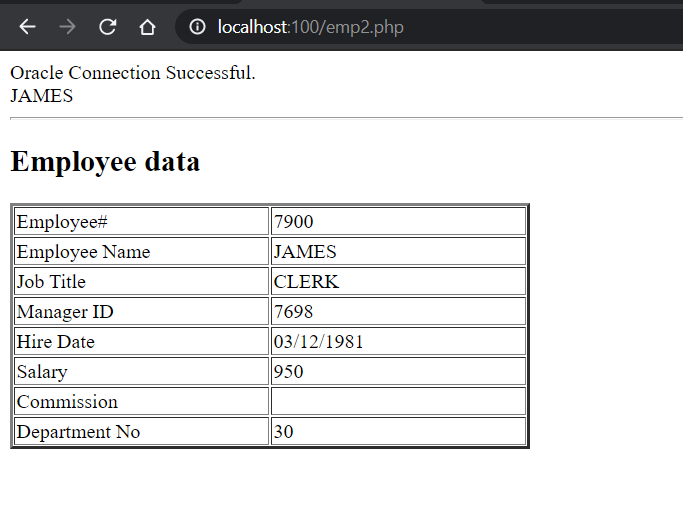 localhost:100/emp2.php
Oracle Connection Successful.
JAMES
Employee data
Employee# 7900
Employee Name JAMES
Job Title CLERK
Manager ID 7698
Hire Date 03/12/1981
Salary 950
Commission
Department No 30